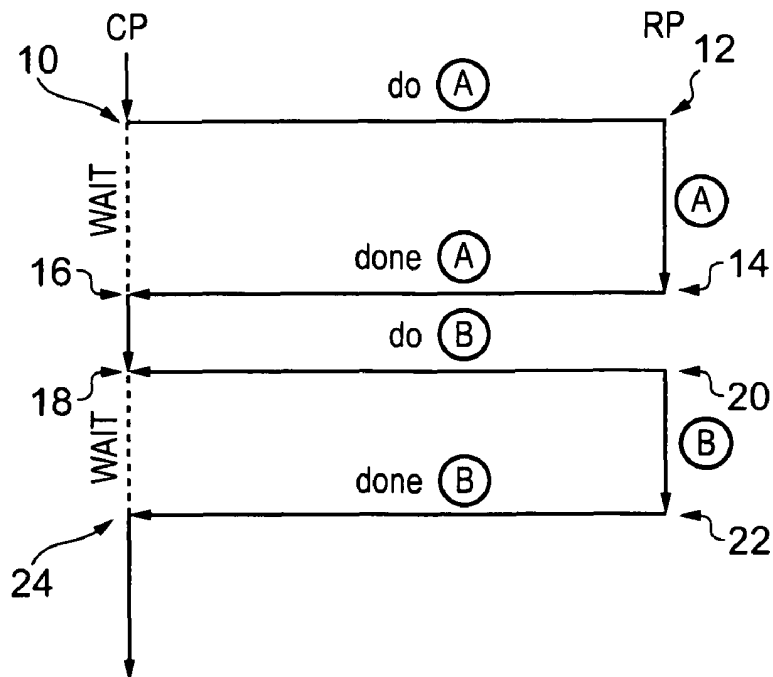 CP
RP
10
12
do A
WAIT
A
done A
16
14
do B
18
20
WAIT
B
done B
24
22